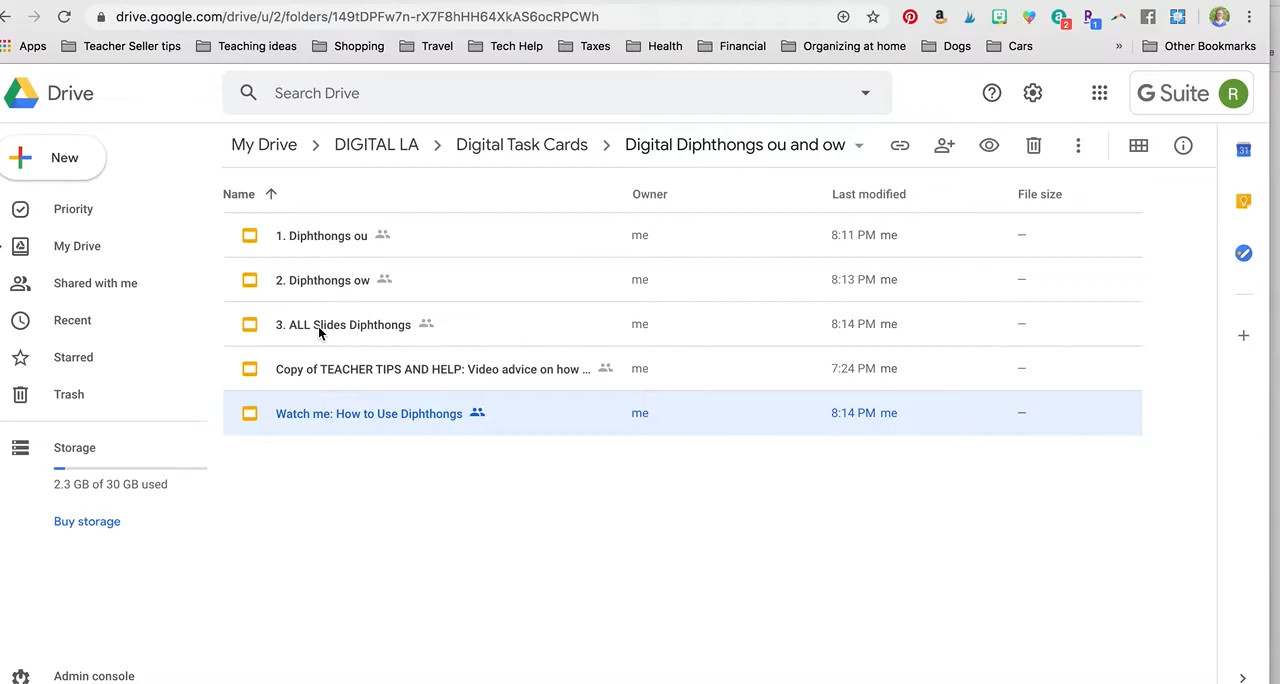 drive.google.com/drive/u/2/folders/149tDPFw7n-rX7F8hHH64XkAS6ocRPCWh
2
1
Apps Teacher Seller tips Teaching ideas Shopping Travel Tech Help Taxes Health Financial Organizing at home Dogs Cars » Other Bookmarks
Drive Search Drive G Suite R
My Drive > DIGITAL LA > Digital Task Cards > Digital Diphthongs ou and ow
New
Priority
My Drive
Shared with me
Recent
Starred
Trash
Storage
2.3 GB of 30 GB used
Buy storage
Admin console
Name Owner Last modified File size
1. Diphthongs ou me 8:11 PM me —
2. Diphthongs ow me 8:13 PM me —
3. ALL Slides Diphthongs me 8:14 PM me —
Copy of TEACHER TIPS AND HELP: Video advice on how ... me 7:24 PM me —
Watch me: How to Use Diphthongs me 8:14 PM me —
31